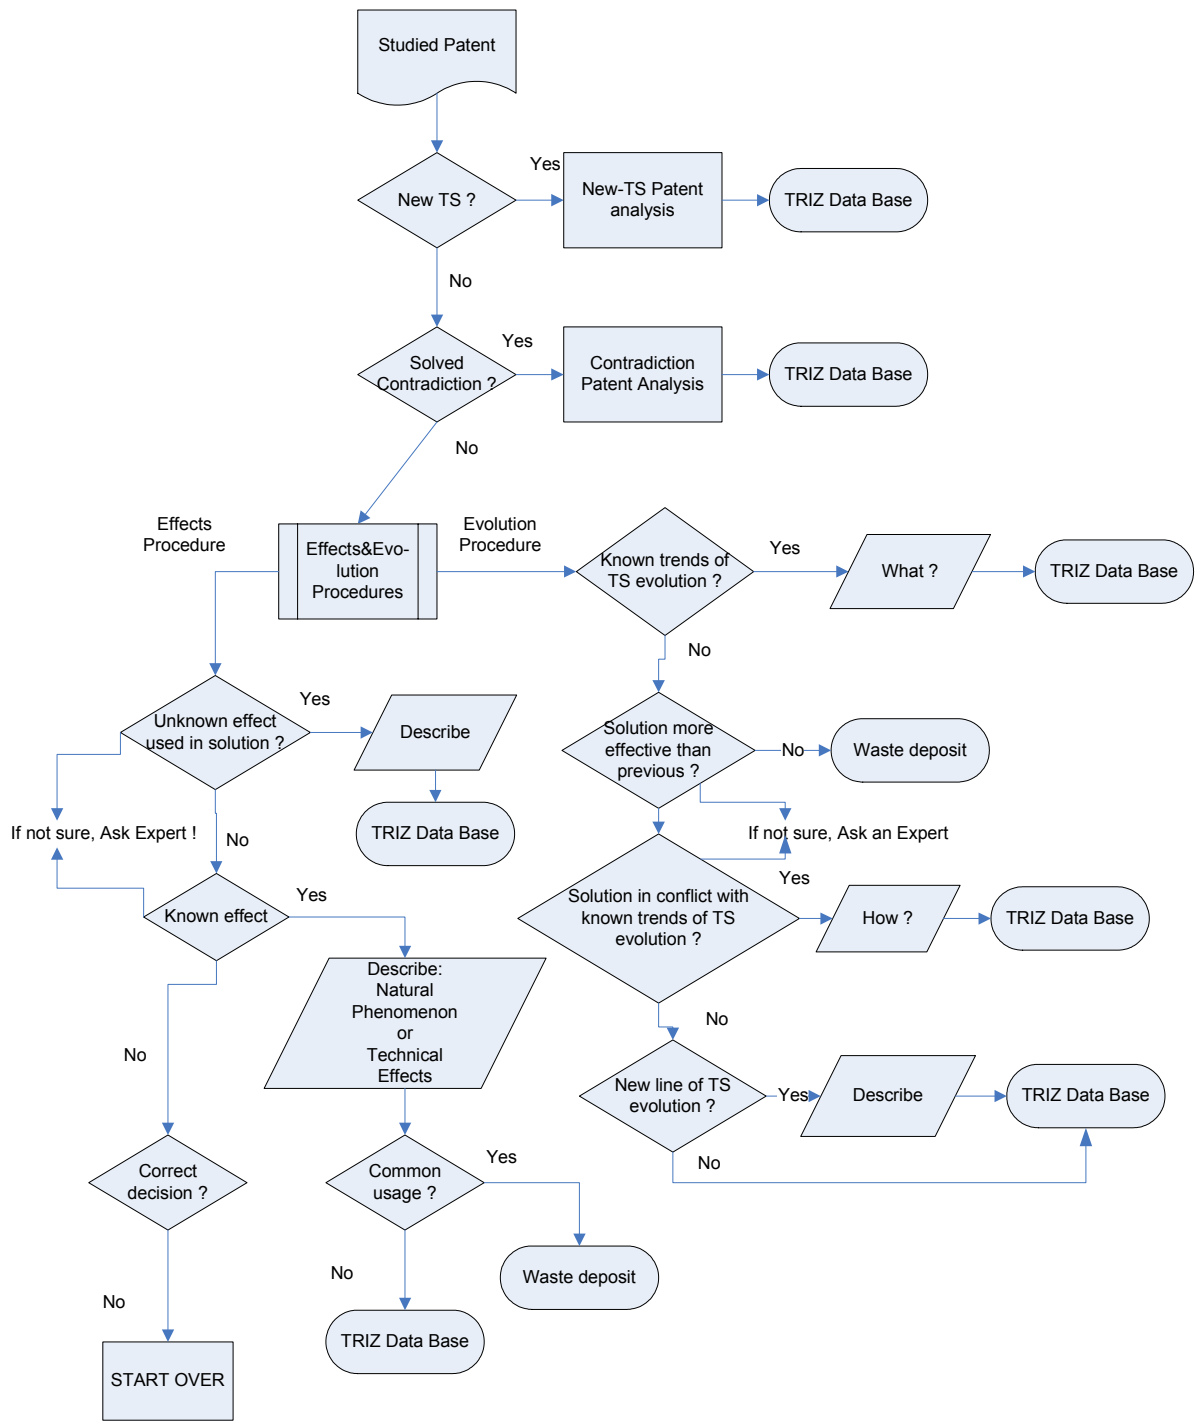 Studied Patent
Yes
New TS ?
New-TS Patent
analysis
TRIZ Data Base
No
Yes
Solved
Contradiction ?
Contradiction
Patent Analysis
TRIZ Data Base
No
Effects
Procedure
Effects&Evo-
lution
Procedures
Evolution
Procedure
Known trends of
TS evolution ?
Yes
What ?
TRIZ Data Base
No
Yes
Unknown effect
used in solution ?
Describe
TRIZ Data Base
Solution more
effective than
previous ?
No
Waste deposit
If not sure, Ask Expert !
No
If not sure, Ask an Expert
Yes
Known effect
Yes
Solution in conflict with
known trends of TS
evolution ?
How ?
TRIZ Data Base
Describe:
Natural
Phenomenon
or
Technical
Effects
No
No
New line of TS
evolution ?
Yes
Describe
TRIZ Data Base
No
Correct
decision ?
Common
usage ?
Yes
No
Waste deposit
No
TRIZ Data Base
START OVER